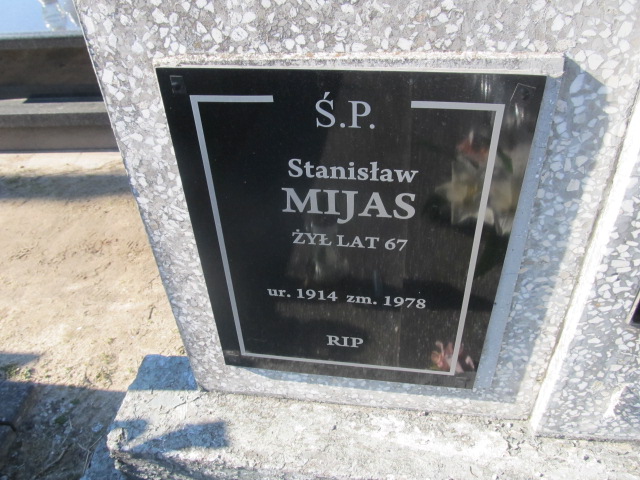 Ś.P.
Stanisław
MIJAS
ŻYŁ LAT 67
ur. 1914 zm. 1978
RIP